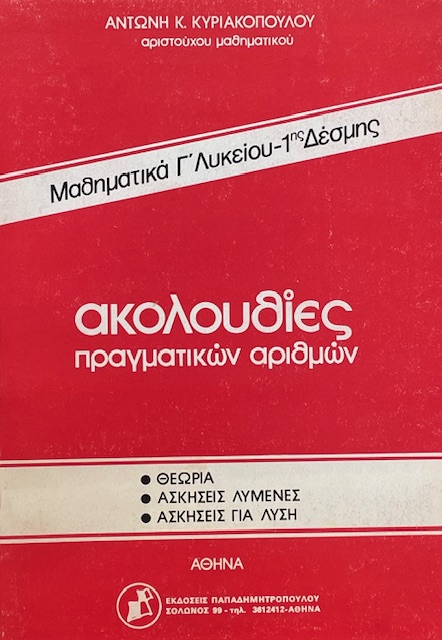 ΑΝΤΩΝΗ Κ. ΚΥΡΙΑΚΟΠΟΥΛΟΥ
αριστούχου μαθηματικού
Μαθηματικά Γ΄ Λυκείου-1ης Δέσμης
ακολουθίες
πραγματικών αριθμών
● ΘΕΩΡΙΑ
● ΑΣΚΗΣΕΙΣ ΛΥΜΕΝΕΣ
● ΑΣΚΗΣΕΙΣ ΓΙΑ ΛΥΣΗ
ΑΘΗΝΑ
ΕΚΔΟΣΕΙΣ ΠΑΠΑΔΗΜΗΤΡΟΠΟΥΛΟΥ
ΣΟΛΩΝΟΣ 99 - τηλ. 3612412-ΑΘΗΝΑ